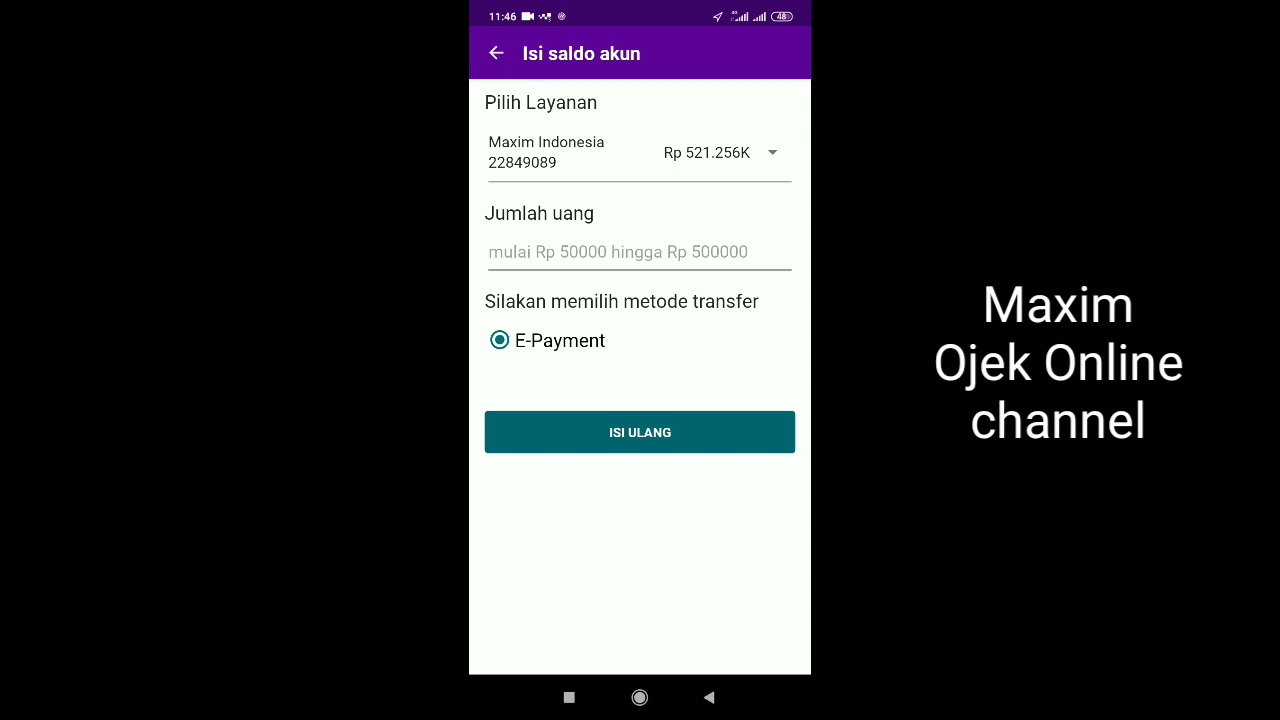 11:46
48
Isi saldo akun
Pilih Layanan
Maxim Indonesia
22849089
Rp 521.256K
Jumlah uang
mulai Rp 50000 hingga Rp 500000
Silakan memilih metode transfer
E-Payment
ISI ULANG
Maxim
Ojek Online
channel